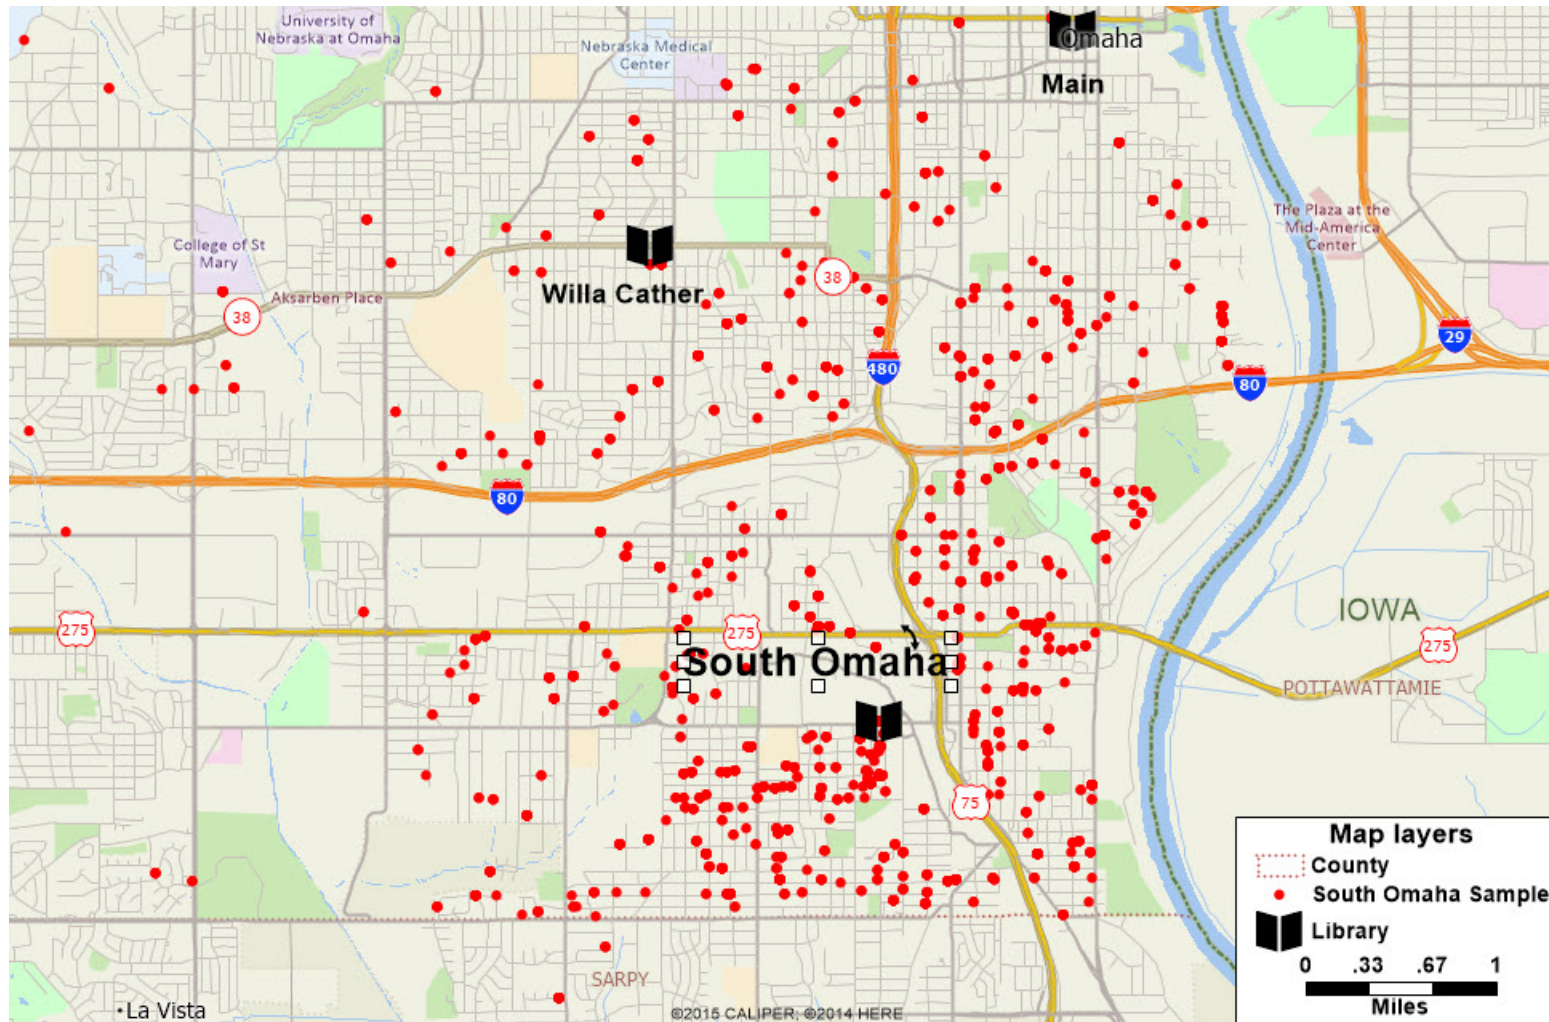 University of
Nebraska at Omaha
Nebraska Medical
Center
Omaha
Main
The Plaza at the
Mid-America
Center
College of St
Mary
Aksarben Place
38
Willa Cather
38
480
29
80
80
IOWA
275
275
275
South Omaha
POTTAWATTAMIE
75
SARPY
La Vista
©2015 CALIPER; ©2014 HERE
Map layers
County
South Omaha Sample
Library
0 .33 .67 1
Miles